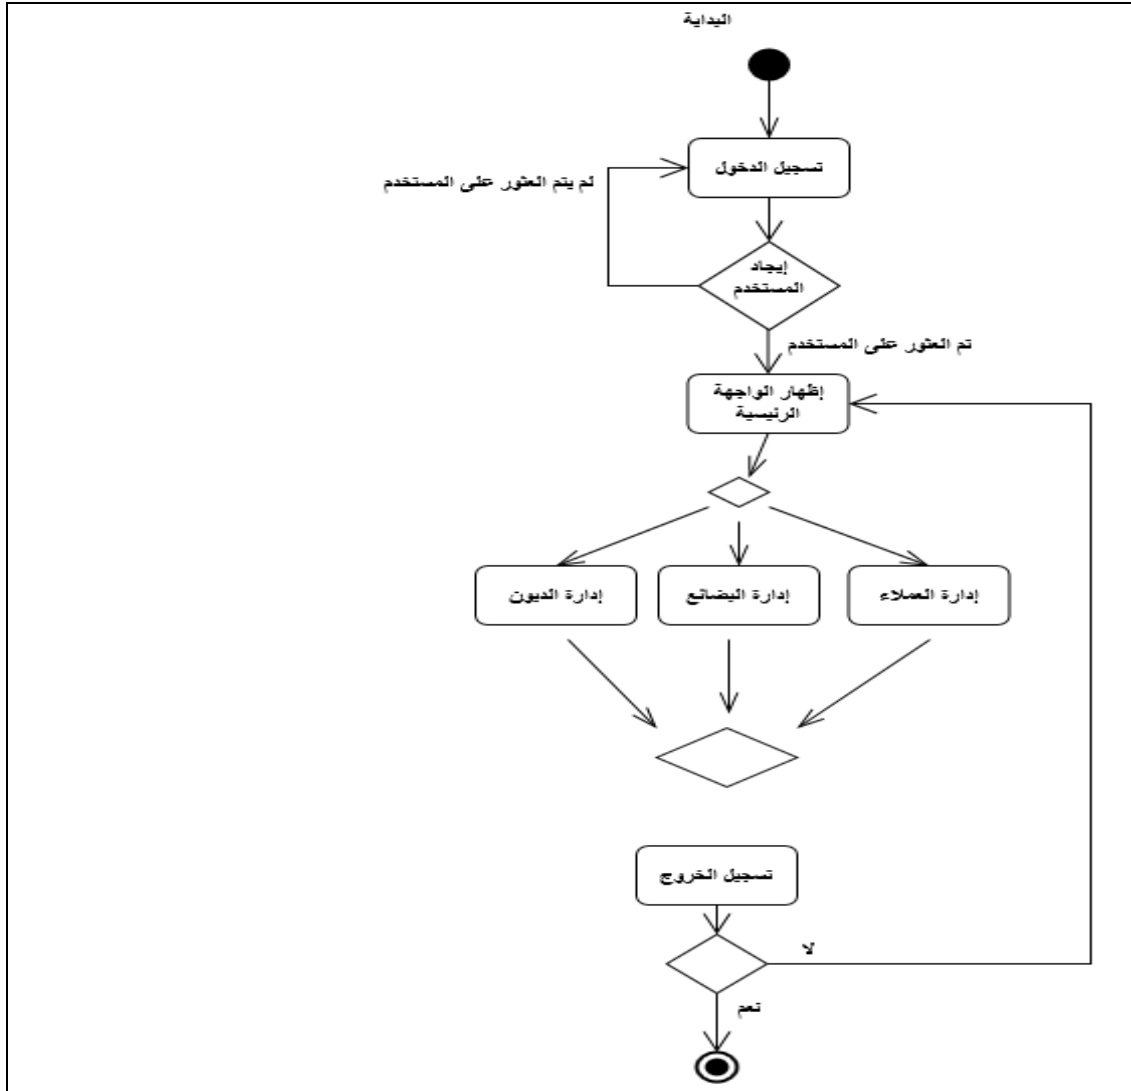 البداية
تسجيل الدخول
لم يتم العثور على المستخدم
إيجاد
المستخدم
تم العثور على المستخدم
إظهار الواجهة
الرئيسية
إدارة العملاء
إدارة البضائع
إدارة الديون
تسجيل الخروج
لا
نعم